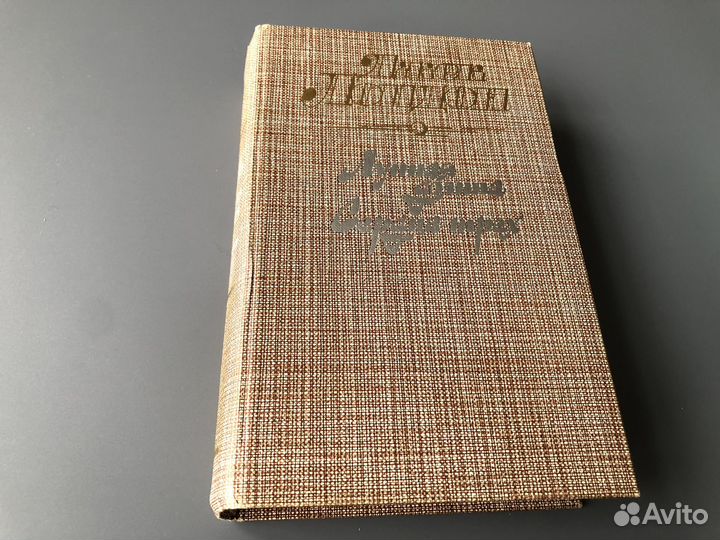 Джек
Лондон
Лунная
долина
Сердца трех
Avito